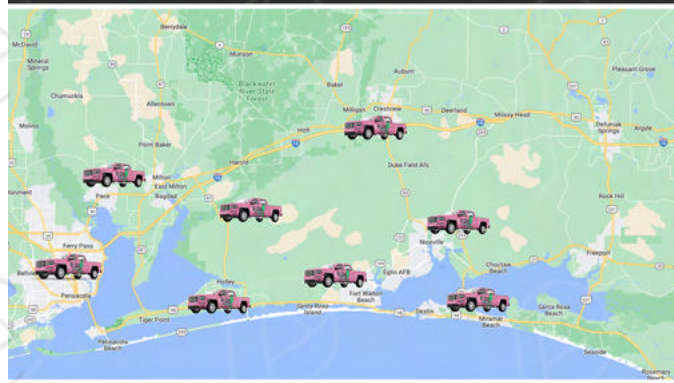 Berrydale
McDavid
Munson
Mineral
Springs
Pleasant Grove
Baker
Auburn
Blackwater
River State
Forest
Chumuckla
Allentown
Milligan
Crestview
Deerland
Mossy Head
Defuniak
Springs
Argyle
Molino
Holt
Point Baker
Harold
Duke Field Afs
Milton
East Milton
Pace
Bagdad
Rock Hill
Niceville
Freeport
Ferry Pass
Choctaw
Beach
Eglin AFB
Pensacola
Holley
Fort Walton
Beach
Santa Rosa
Island
Destin
Miramar
Beach
Santa Rosa
Beach
Tiger Point
Pensacola
Beach
Seaside
Rosemary
Beach